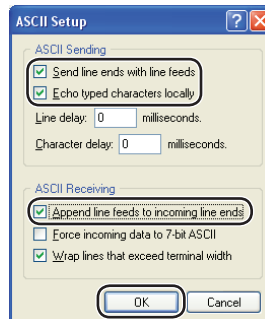 ASCII Setup
ASCII Sending
Send line ends with line feeds
Echo typed characters locally
Line delay: 0 milliseconds.
Character delay: 0 milliseconds.
ASCII Receiving
Append line feeds to incoming line ends
Force incoming data to 7-bit ASCII
Wrap lines that exceed terminal width
OK Cancel